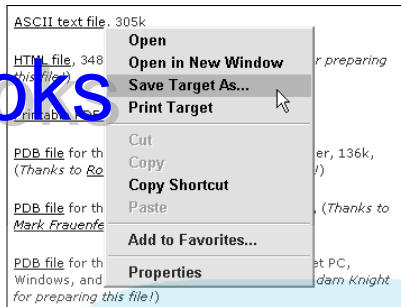 ASCII text file. 305k
HTML file, 348 r preparing
this file!)
oks
PDB file for th er, 136k,
(Thanks to Ro !)
PDB file for th , (Thanks to
Mark Frauenfe
PDB file for th et PC,
Windows, and dam Knight
for preparing this file!)
Open
Open in New Window
Save Target As...
Print Target
Cut
Copy
Copy Shortcut
Paste
Add to Favorites...
Properties